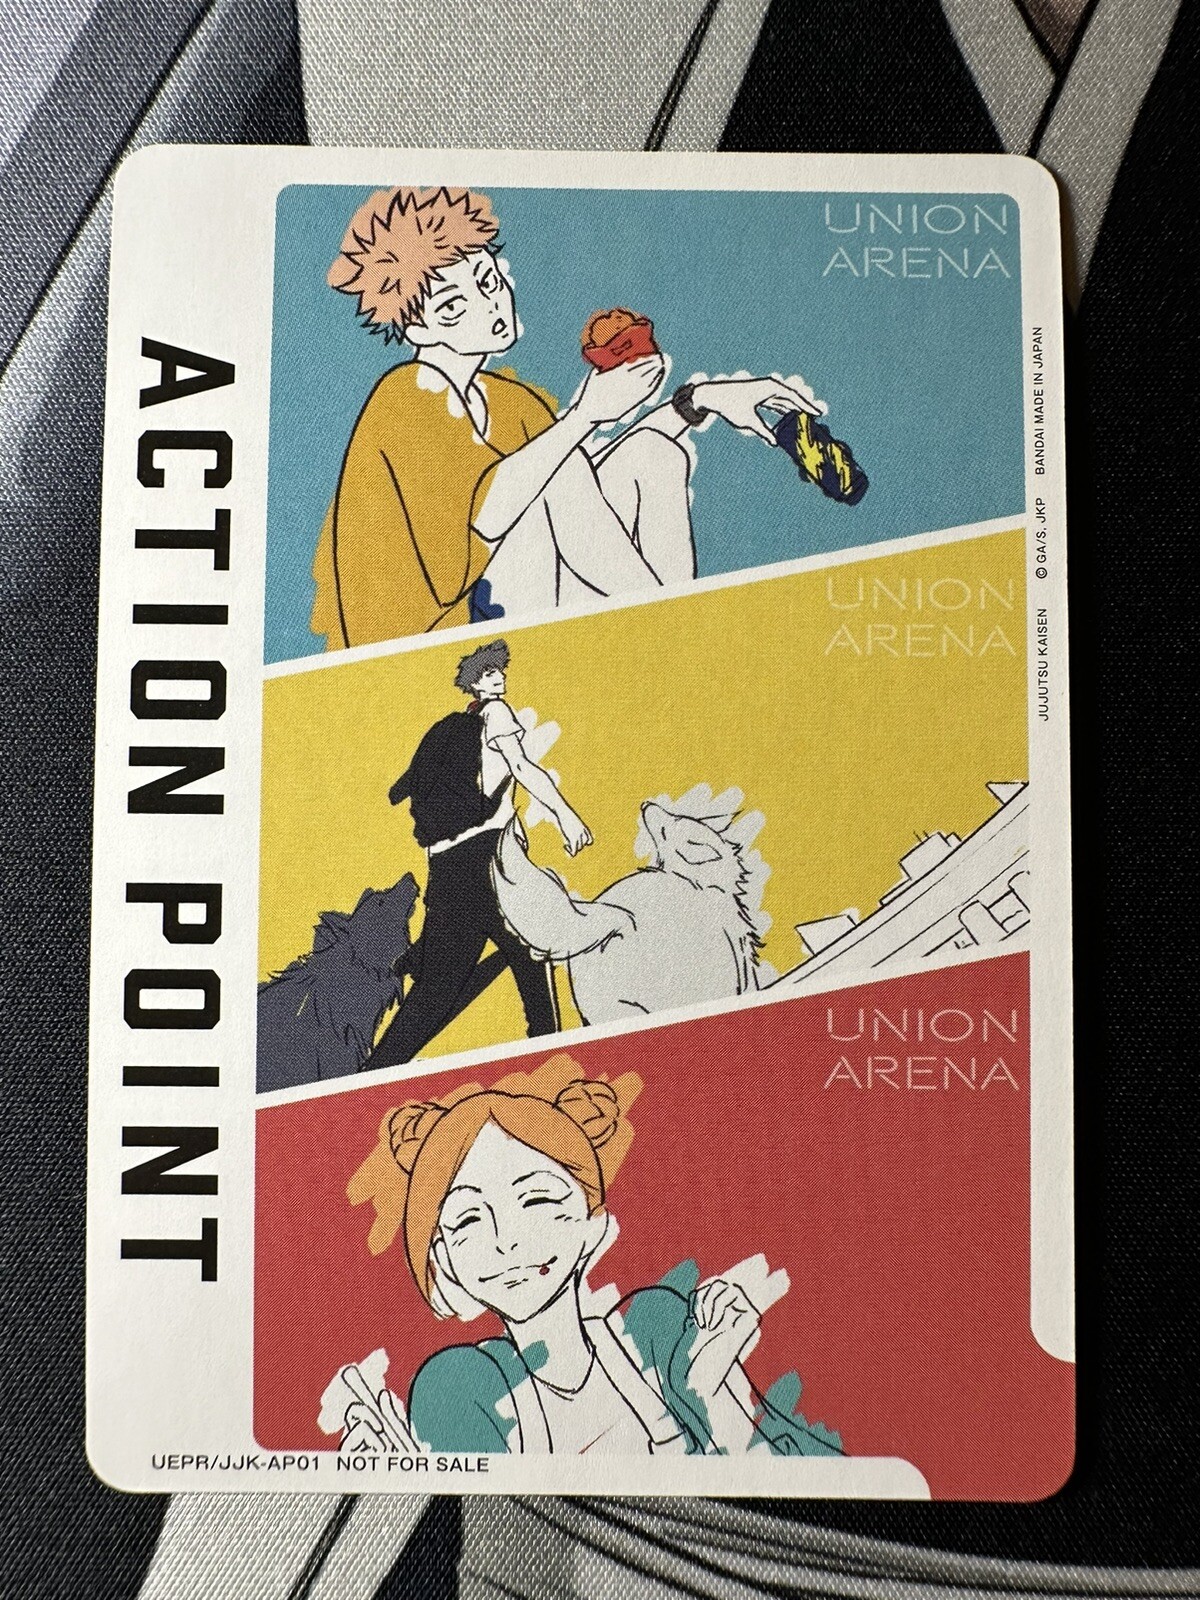 UNION
ARENA
UNION
ARENA
UNION
ARENA
ACTION POINT
JUJUTSU KAISEN © GA/S, JKP BANDAI MADE IN JAPAN
UEPR/JJK-AP01 NOT FOR SALE